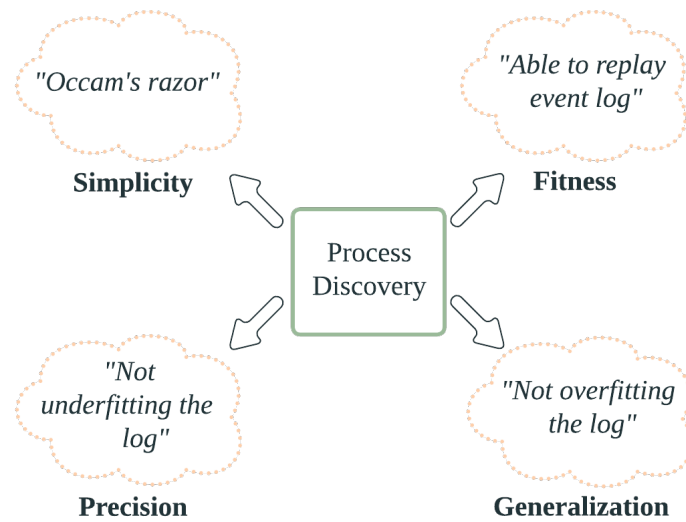 "Occam's razor"
Simplicity
"Able to replay
event log"
Fitness
Process
Discovery
"Not
underfitting the
log"
Precision
"Not overfitting
the log"
Generalization